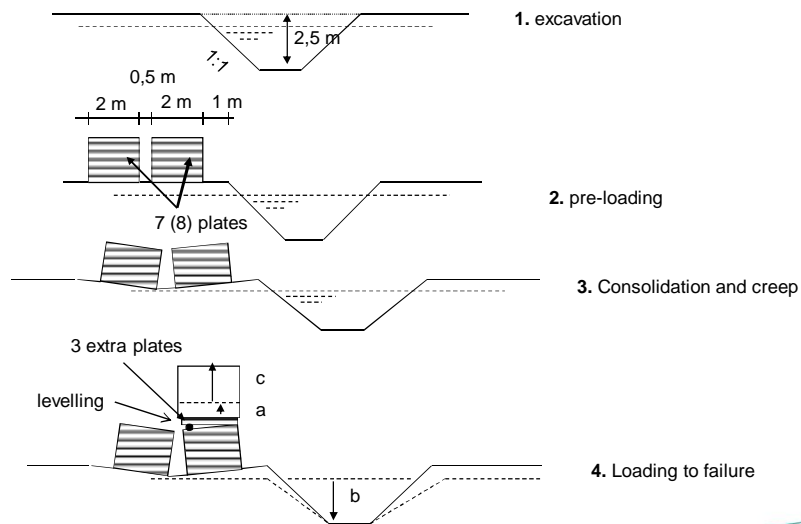 1. excavation
2,5 m
1:1
0,5 m
2 m 2 m 1 m
2. pre-loading
7 (8) plates
3. Consolidation and creep
3 extra plates
c
levelling
a
4. Loading to failure
b